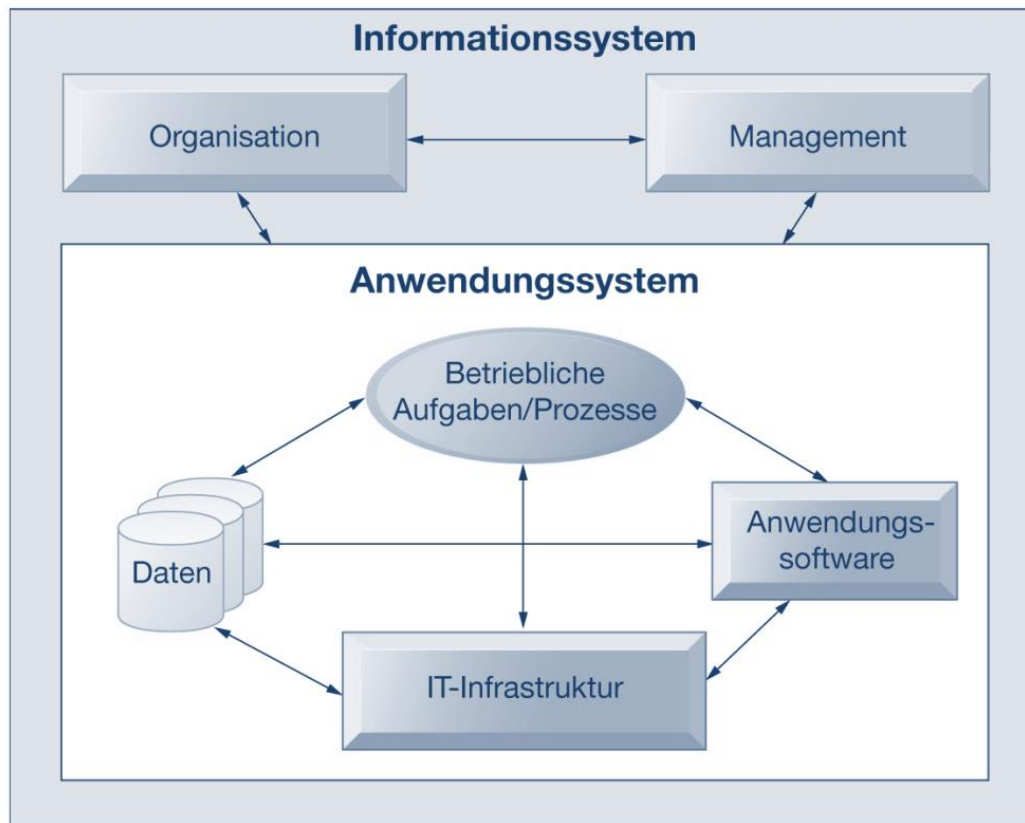 Informationssystem
Organisation
Management
Anwendungssystem
Betriebliche
Aufgaben/Prozesse
Daten
Anwendungs-
software
IT-Infrastruktur